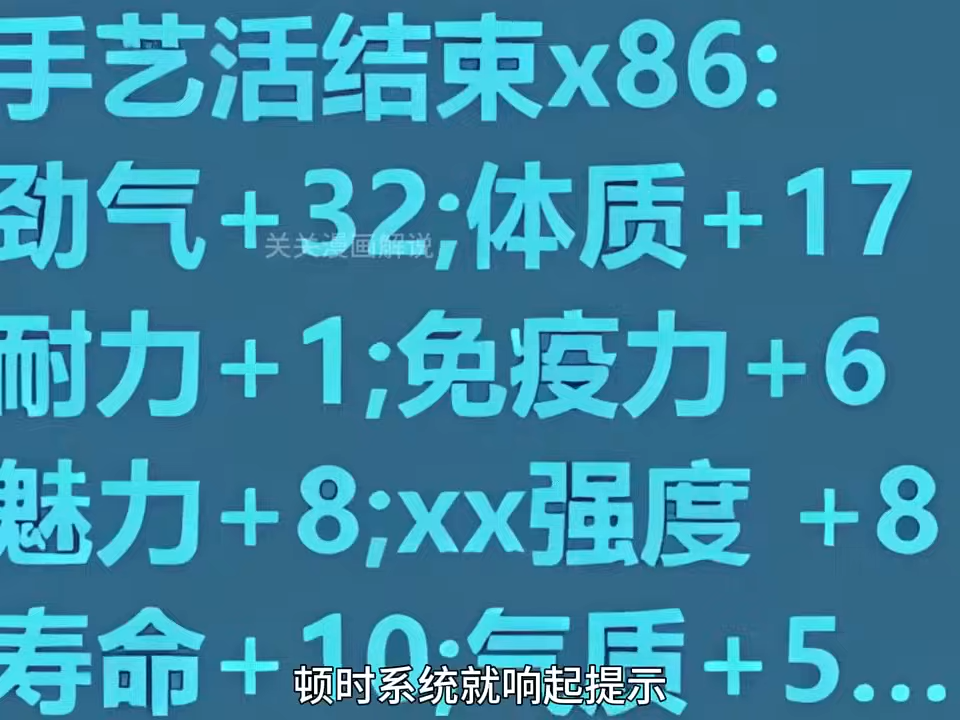 手艺活结束x86:
劲气+32;体质+17
关关漫画解说
耐力+1;免疫力+6
魅力+8;xx强度 +8
寿命+10;气质+5...
顿时系统就响起提示